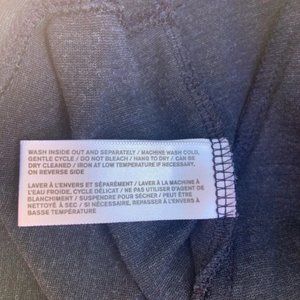 WASH INSIDE OUT AND SEPARATELY / MACHINE WASH COLD,
GENTLE CYCLE / DO NOT BLEACH / HANG TO DRY / CAN BE
DRY CLEANED / IRON AT LOW TEMPERATURE IF NECESSARY,
ON REVERSE SIDE
LAVER À L'ENVERS ET SÉPARÉMENT / LAVER À LA MACHINE À
L'EAU FROIDE, CYCLE DÉLICAT / NE PAS UTILISER D'AGENT DE
BLANCHIMENT / SUSPENDRE POUR SÉCHER / PEUT ÊTRE
NETTOYÉ À SEC / SI NÉCESSAIRE, REPASSER À L'ENVERS À
BASSE TEMPÉRATURE